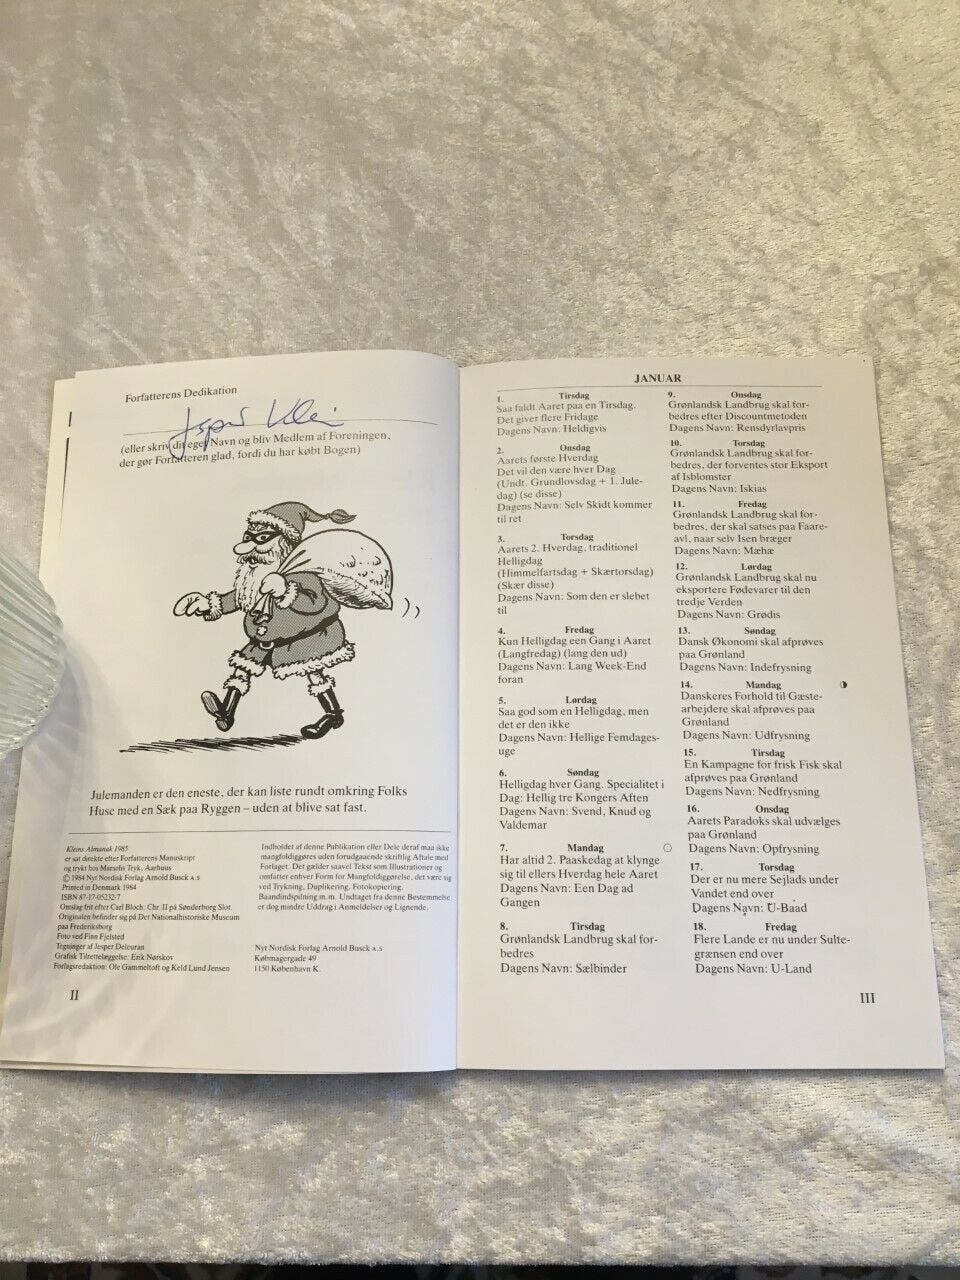 Forfatterens Dedikation
Jesper Klein
(eller skriv dit eget Navn og bliv Medlem af Foreningen,
der gør Forfatteren glad, fordi du har købt Bogen)
Julemanden er den eneste, der kan liste rundt omkring Folks
Huse med en Sæk paa Ryggen – uden at blive sat fast.
Kleins Almanak 1985
er sat direkte efter Forfatterens Manuskript
og trykt hos Marselis Tryk, Aarhuus
© 1984 Nyt Nordisk Forlag Arnold Busck A.S
Printed in Denmark 1984
ISBN 87-17-05232-7
Omslag frit efter Carl Bloch: Chr. II på Sønderborg Slot.
Originalen befinder sig på Det Nationalhistoriske Museum
paa Frederiksborg
Foto ved Finn Fjelsted
Tegninger af Jesper Deleuran
Grafisk Tilrettelæggelse: Erik Nørskov
Forlagsredaktion: Ole Gammeltoft og Keld Lund Jensen
Indholdet af denne Publikation eller Dele deraf maa ikke
mangfoldiggøres uden forudgaaende skriftlig Aftale med
Forlaget. Det gælder saavel Tekst som Illustrationer og
omfatter enhver Form for Mangfoldiggørelse, det være sig
ved Trykning, Duplikering, Fotokopiering,
Baandindspilning m.m. Undtaget fra denne Bestemmelse
er dog mindre Uddrag i Anmeldelser og Lignende.
Nyt Nordisk Forlag Arnold Busck A.S
Købmagergade 49
1150 København K.
II
JANUAR
1. Tirsdag
Saa faldt Aaret paa en Tirsdag.
Det giver flere Fridage
Dagens Navn: Heldigvis
2. Onsdag
Aarets første Hverdag
Det vil den være hver Dag
(Undt. Grundlovsdag + 1. Jule-
dag) (se disse)
Dagens Navn: Selv Skidt kommer
til ret
3. Torsdag
Aarets 2. Hverdag, traditionel
Helligdag
(Himmelfartsdag + Skærtorsdag)
(Skær disse)
Dagens Navn: Som den er slebet
til
4. Fredag
Kun Helligdag een Gang i Aaret
(Langfredag) (lang den ud)
Dagens Navn: Lang Week-End
foran
5. Lørdag
Saa god som en Helligdag, men
det er den ikke
Dagens Navn: Hellige Femdages-
uge
6. Søndag
Helligdag hver Gang. Specialitet i
Dag: Hellig tre Kongers Aften
Dagens Navn: Svend, Knud og
Valdemar
7. Mandag
Har altid 2. Paaskedag at klynge
sig til ellers Hverdag hele Aaret
Dagens Navn: Een Dag ad
Gangen
8. Tirsdag
Grønlandsk Landbrug skal for-
bedres
Dagens Navn: Sælbinder
9. Onsdag
Grønlandsk Landbrug skal for-
bedres efter Discountmetoden
Dagens Navn: Rensdyrlavpris
10. Torsdag
Grønlandsk Landbrug skal for-
bedres, der forventes stor Eksport
af Isblomster
Dagens Navn: Iskias
11. Fredag
Grønlandsk Landbrug skal for-
bedres, der skal satses paa Faare-
avl, naar selv Isen bræger
Dagens Navn: Mæhæ
12. Lørdag
Grønlandsk Landbrug skal nu
eksportere Fødevarer til den
tredje Verden
Dagens Navn: Grødis
13. Søndag
Dansk Økonomi skal afprøves
paa Grønland
Dagens Navn: Indefrysning
14. Mandag
Danskeres Forhold til Gæste-
arbejdere skal afprøves paa
Grønland
Dagens Navn: Udfrysning
15. Tirsdag
En Kampagne for frisk Fisk skal
afprøves paa Grønland
Dagens Navn: Nedfrysning
16. Onsdag
Aarets Paradoks skal udvælges
paa Grønland
Dagens Navn: Opfrysning
17. Torsdag
Der er nu mere Sejlads under
Vandet end over
Dagens Navn: U-Baad
18. Fredag
Flere Lande er nu under Sulte-
grænsen end over
Dagens Navn: U-Land
III